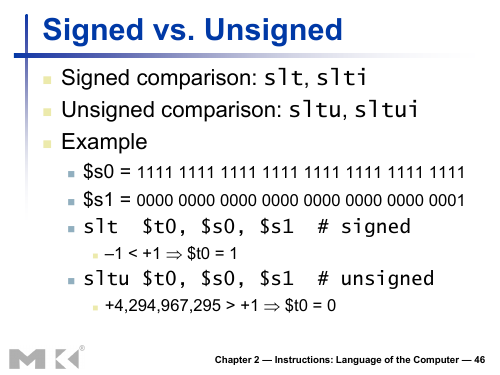 Signed vs. Unsigned
Signed comparison: slt, slti
Unsigned comparison: sltu, sltui
Example
$s0 = 1111 1111 1111 1111 1111 1111 1111 1111
$s1 = 0000 0000 0000 0000 0000 0000 0000 0001
slt $t0, $s0, $s1 # signed
–1 < +1 ⇒ $t0 = 1
sltu $t0, $s0, $s1 # unsigned
+4,294,967,295 > +1 ⇒ $t0 = 0
MK®
Chapter 2 — Instructions: Language of the Computer — 46